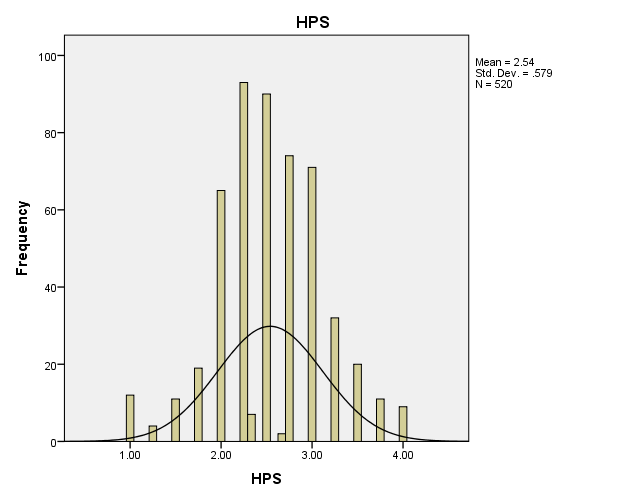 HPS
Mean = 2.54
Std. Dev. = .579
N = 520
100
80
60
40
20
0
Frequency
1.00 2.00 3.00 4.00
HPS